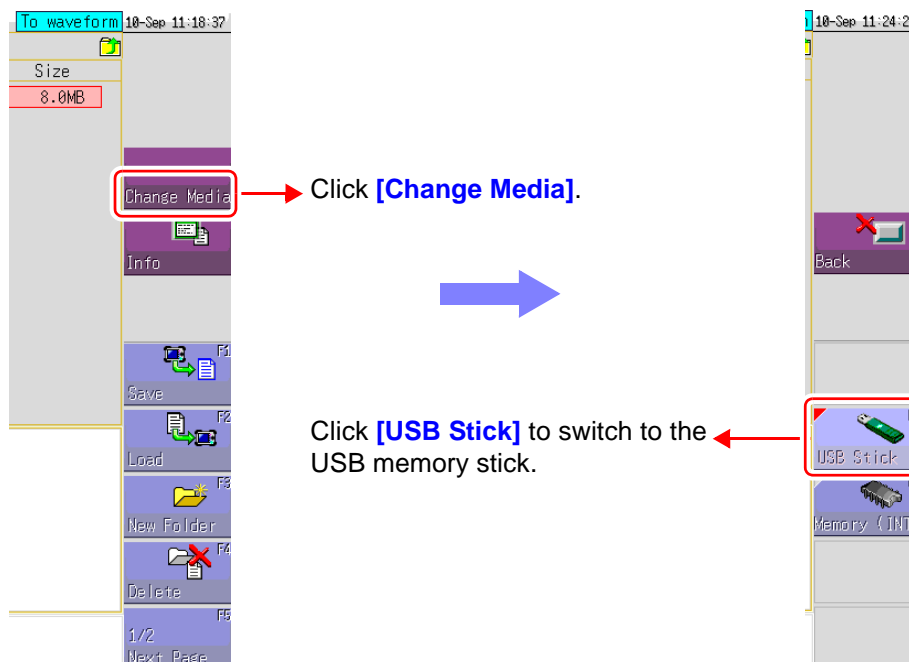 To waveform 10-Sep 11:18:37
Size
8.0MB
Change Media
Info
F1
Save
F2
Load
F3
New Folder
F4
Delete
F5
1/2
Next Page
Click [Change Media].
Click [USB Stick] to switch to the
USB memory stick.
10-Sep 11:24:2
Back
USB Stick
Memory (INT